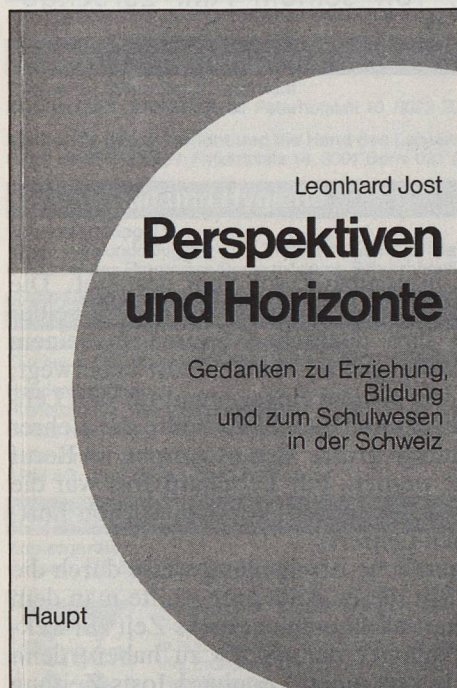 Leonhard Jost
Perspektiven
und Horizonte
Gedanken zu Erziehung,
Bildung
und zum Schulwesen
in der Schweiz
Haupt